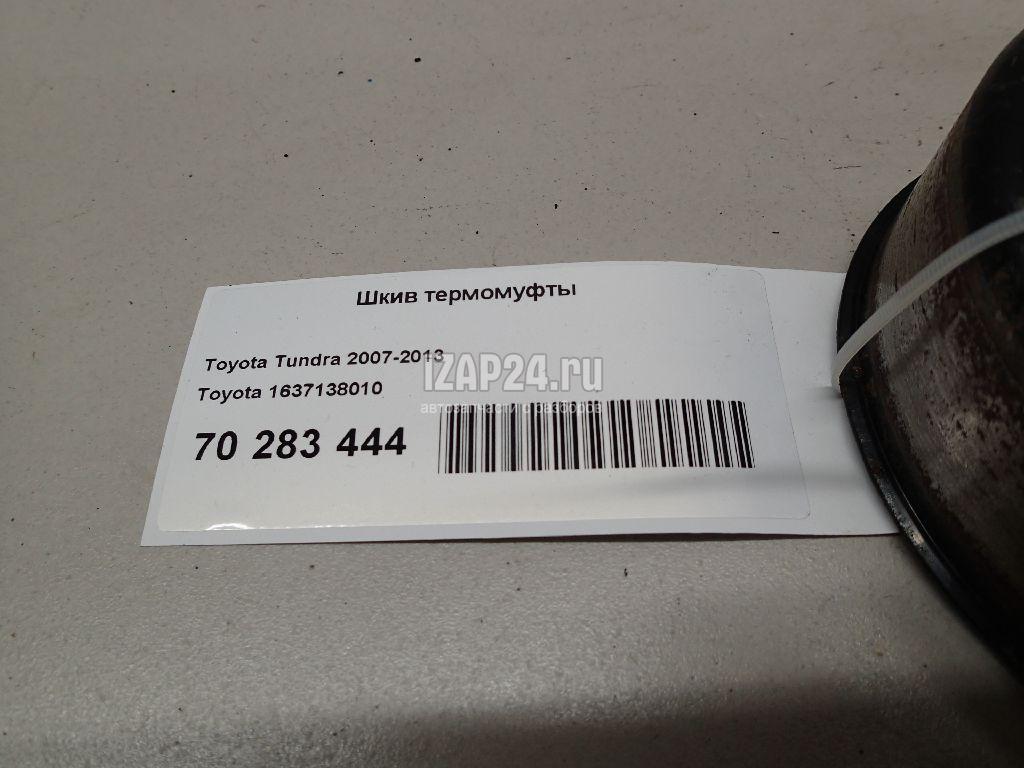 Шкив термомуфты
Toyota Tundra 2007-2013
IZAP24.ru
Toyota 1637138010
автозапчасти с разборов
70 283 444